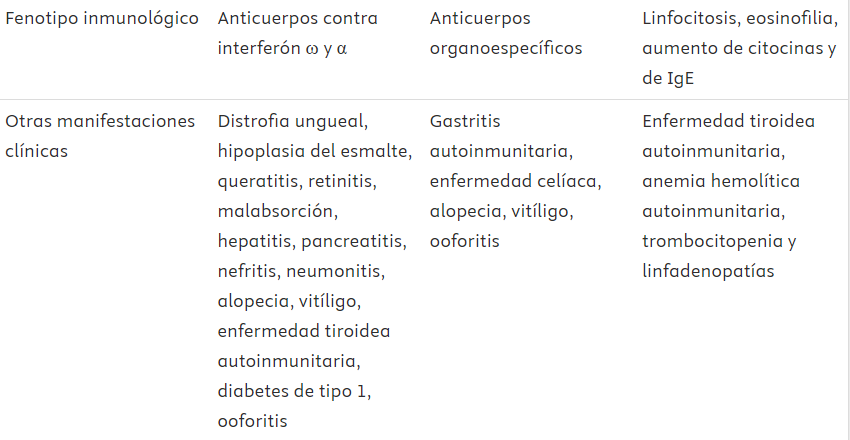 Fenotipo inmunológico
Anticuerpos contra
interferón ω y α
Anticuerpos
organoespecíficos
Linfocitosis, eosinofilia,
aumento de citocinas y
de IgE
Otras manifestaciones
clínicas
Distrofia ungueal,
hipoplasia del esmalte,
queratitis, retinitis,
malabsorción,
hepatitis, pancreatitis,
nefritis, neumonitis,
alopecia, vitíligo,
enfermedad tiroidea
autoinmunitaria,
diabetes de tipo 1,
ooforitis
Gastritis
autoinmunitaria,
enfermedad celíaca,
alopecia, vitíligo,
ooforitis
Enfermedad tiroidea
autoinmunitaria,
anemia hemolítica
autoinmunitaria,
trombocitopenia y
linfadenopatías